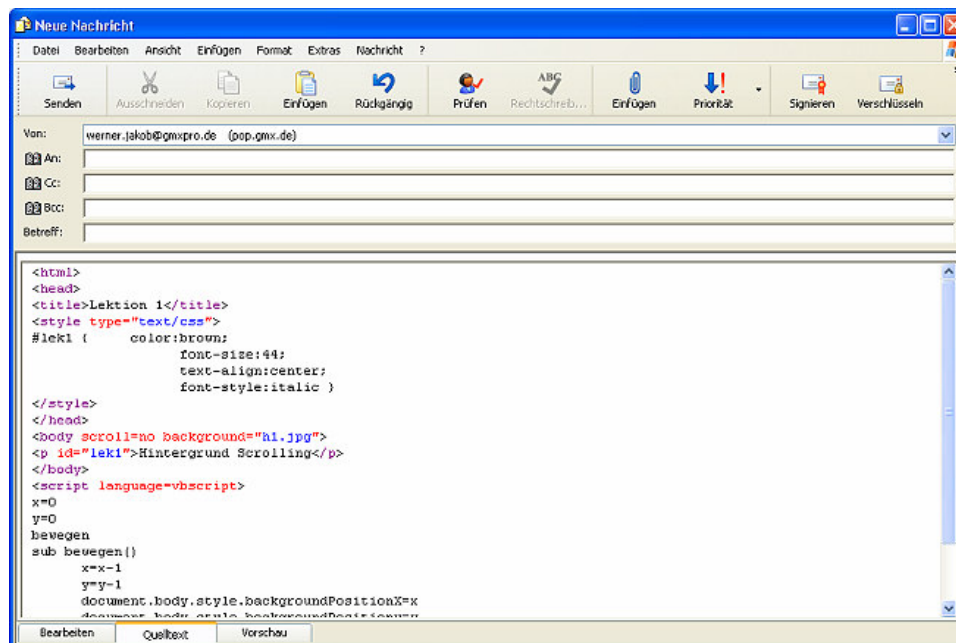 Neue Nachricht
Datei Bearbeiten Ansicht Einfügen Format Extras Nachricht ?
Senden Ausschneiden Kopieren Einfügen Rückgängig Prüfen Rechtschreib... Einfügen Priorität Signieren Verschlüsseln
Von: werner.jakob@gmxpro.de (pop.gmx.de)
An:
Cc:
Bcc:
Betreff:
<html>
<head>
<title>Lektion 1</title>
<style type="text/css">
#lek1 { color:brown;
font-size:44;
text-align:center;
font-style:italic }
</style>
</head>
<body scroll=no background="h1.jpg">
<p id="lek1">Hintergrund Scrolling</p>
</body>
<script language=vbscript>
x=0
y=0
bewegen
sub bewegen()
x=x-1
y=y-1
document.body.style.backgroundPositionX=x
document.body.style.backgroundPositionY=y
Bearbeiten Quelltext Vorschau